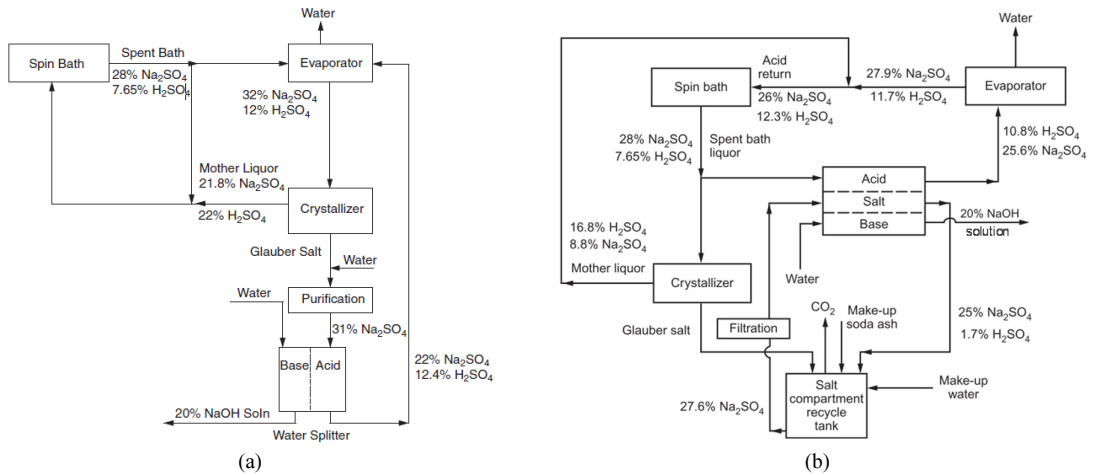 Water
Spin Bath
Spent Bath
28% Na₂SO₄
7.65% H₂SO₄
Evaporator
32% Na₂SO₄
12% H₂SO₄
Mother Liquor
21.8% Na₂SO₄
22% H₂SO₄
Crystallizer
Glauber Salt
Water
Water
Purification
31% Na₂SO₄
Base
Acid
22% Na₂SO₄
12.4% H₂SO₄
20% NaOH Soln
Water Splitter
(a)
Water
Acid
return
27.9% Na₂SO₄
11.7% H₂SO₄
Evaporator
Spin bath
26% Na₂SO₄
12.3% H₂SO₄
28% Na₂SO₄
7.65% H₂SO₄
Spent bath
liquor
10.8% H₂SO₄
25.6% Na₂SO₄
Acid
Salt
Base
20% NaOH
solution
16.8% H₂SO₄
8.8% Na₂SO₄
Mother liquor
Crystallizer
Water
Glauber salt
Filtration
CO₂
Make-up
soda ash
25% Na₂SO₄
1.7% H₂SO₄
27.6% Na₂SO₄
Salt
compartment
recycle
tank
Make-up
water
(b)